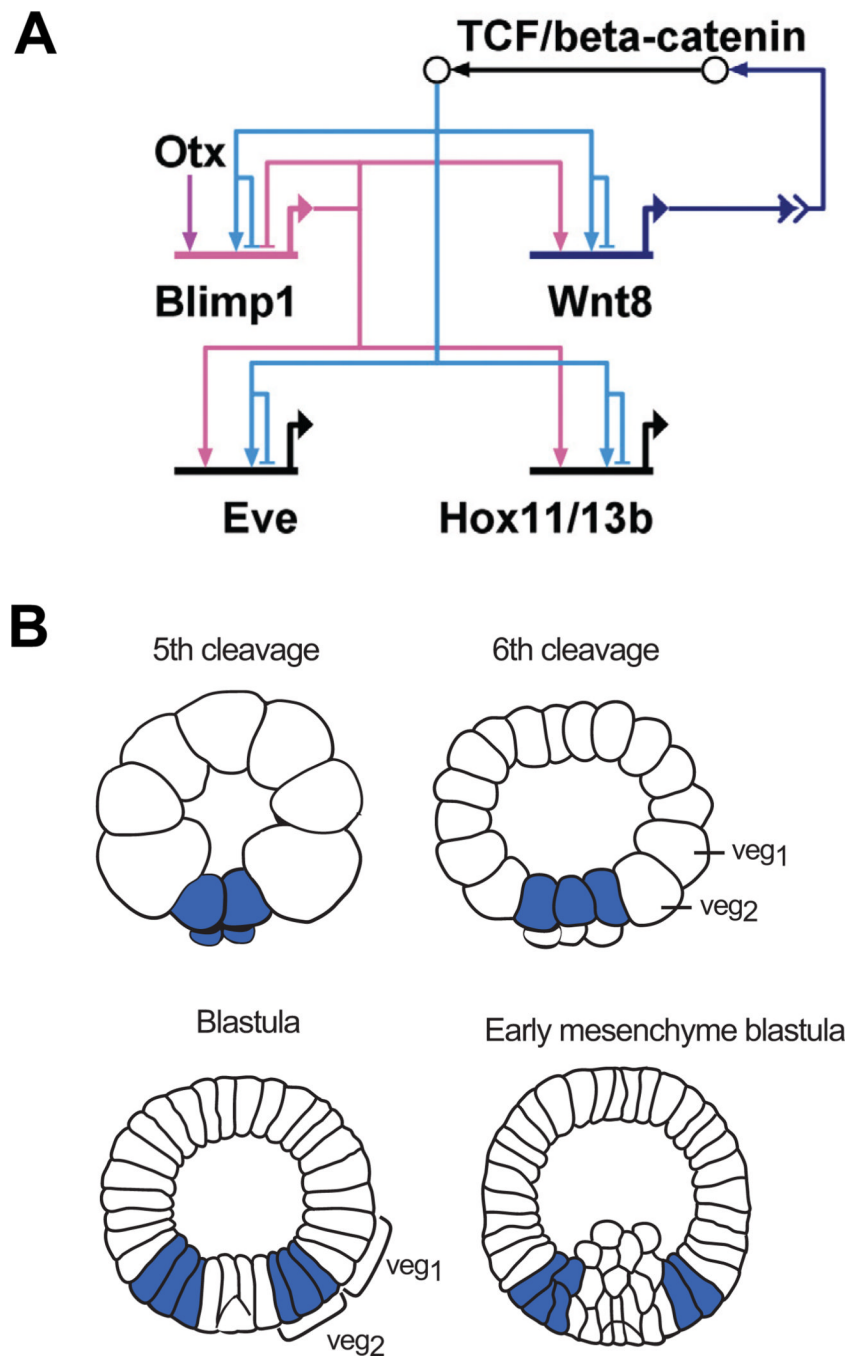 A
TCF/beta-catenin
Otx
Blimp1
Wnt8
Eve
Hox11/13b
B
5th cleavage
6th cleavage
veg1
veg2
Blastula
Early mesenchyme blastula
veg1
veg2